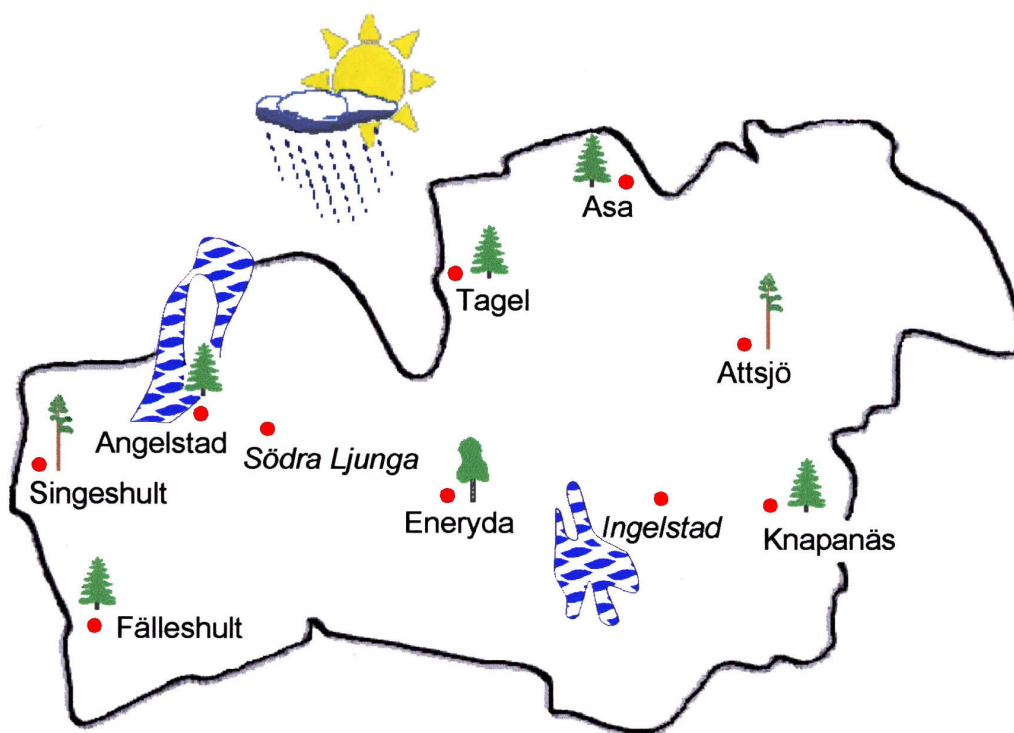 Asa
Tagel
Attsjö
Angelstad
Södra Ljunga
Singeshult
Eneryda
Ingelstad
Knapanäs
Fälleshult